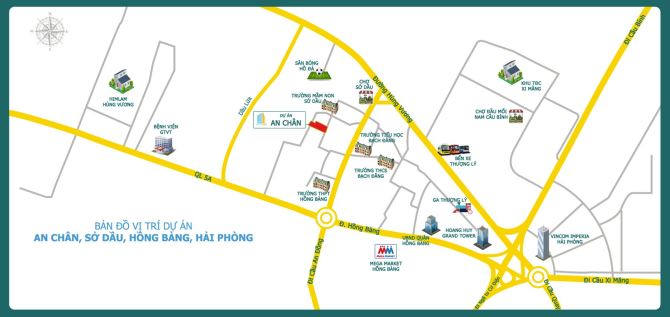 SÂN BÓNG
HỒ ĐÁ
CHỢ
SỞ DẦU
Đường Hùng Vương
Đi Cầu Bính
KHU TĐC
XI MĂNG
HIMLAM
HÙNG VƯƠNG
TRƯỜNG MẦM NON
SỞ DẦU
Dầu Lửa
CHỢ ĐẦU MỐI
NAM CẦU BÍNH
DỰ ÁN
AN CHÂN
BỆNH VIỆN
GTVT
TRƯỜNG TIỂU HỌC
BẠCH ĐẰNG
BẾN XE
THƯỢNG LÝ
TRƯỜNG THCS
BẠCH ĐẰNG
QL 5A
TRƯỜNG THPT
HỒNG BÀNG
GA THƯỢNG LÝ
BẢN ĐỒ VỊ TRÍ DỰ ÁN
AN CHÂN, SỞ DẦU, HỒNG BÀNG, HẢI PHÒNG
Đ. Hồng Bàng
UBND QUẬN
HỒNG BÀNG
HOANG HUY
GRAND TOWER
VINCOM IMPERIA
HẢI PHÒNG
MEGA MARKET
HỒNG BÀNG
Đi Cầu An Đồng
Đi Cầu Xi Măng
Đi Cầu Quay